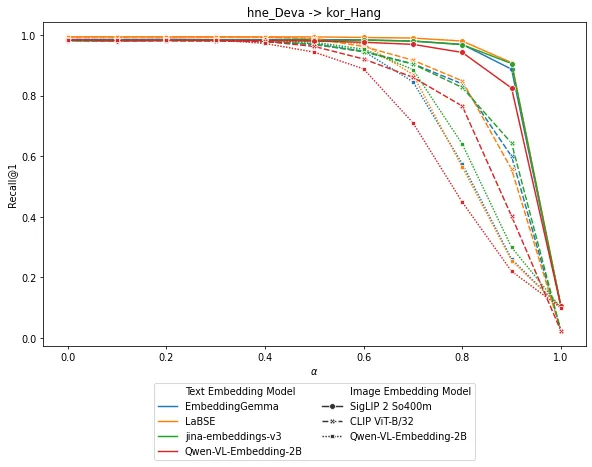 hne_Deva -> kor_Hang
Recall@1
1.0
0.8
0.6
0.4
0.2
0.0
0.0 0.2 0.4 0.6 0.8 1.0
α
Text Embedding Model Image Embedding Model
EmbeddingGemma SigLIP 2 So400m
LaBSE CLIP ViT-B/32
jina-embeddings-v3 Qwen-VL-Embedding-2B
Qwen-VL-Embedding-2B